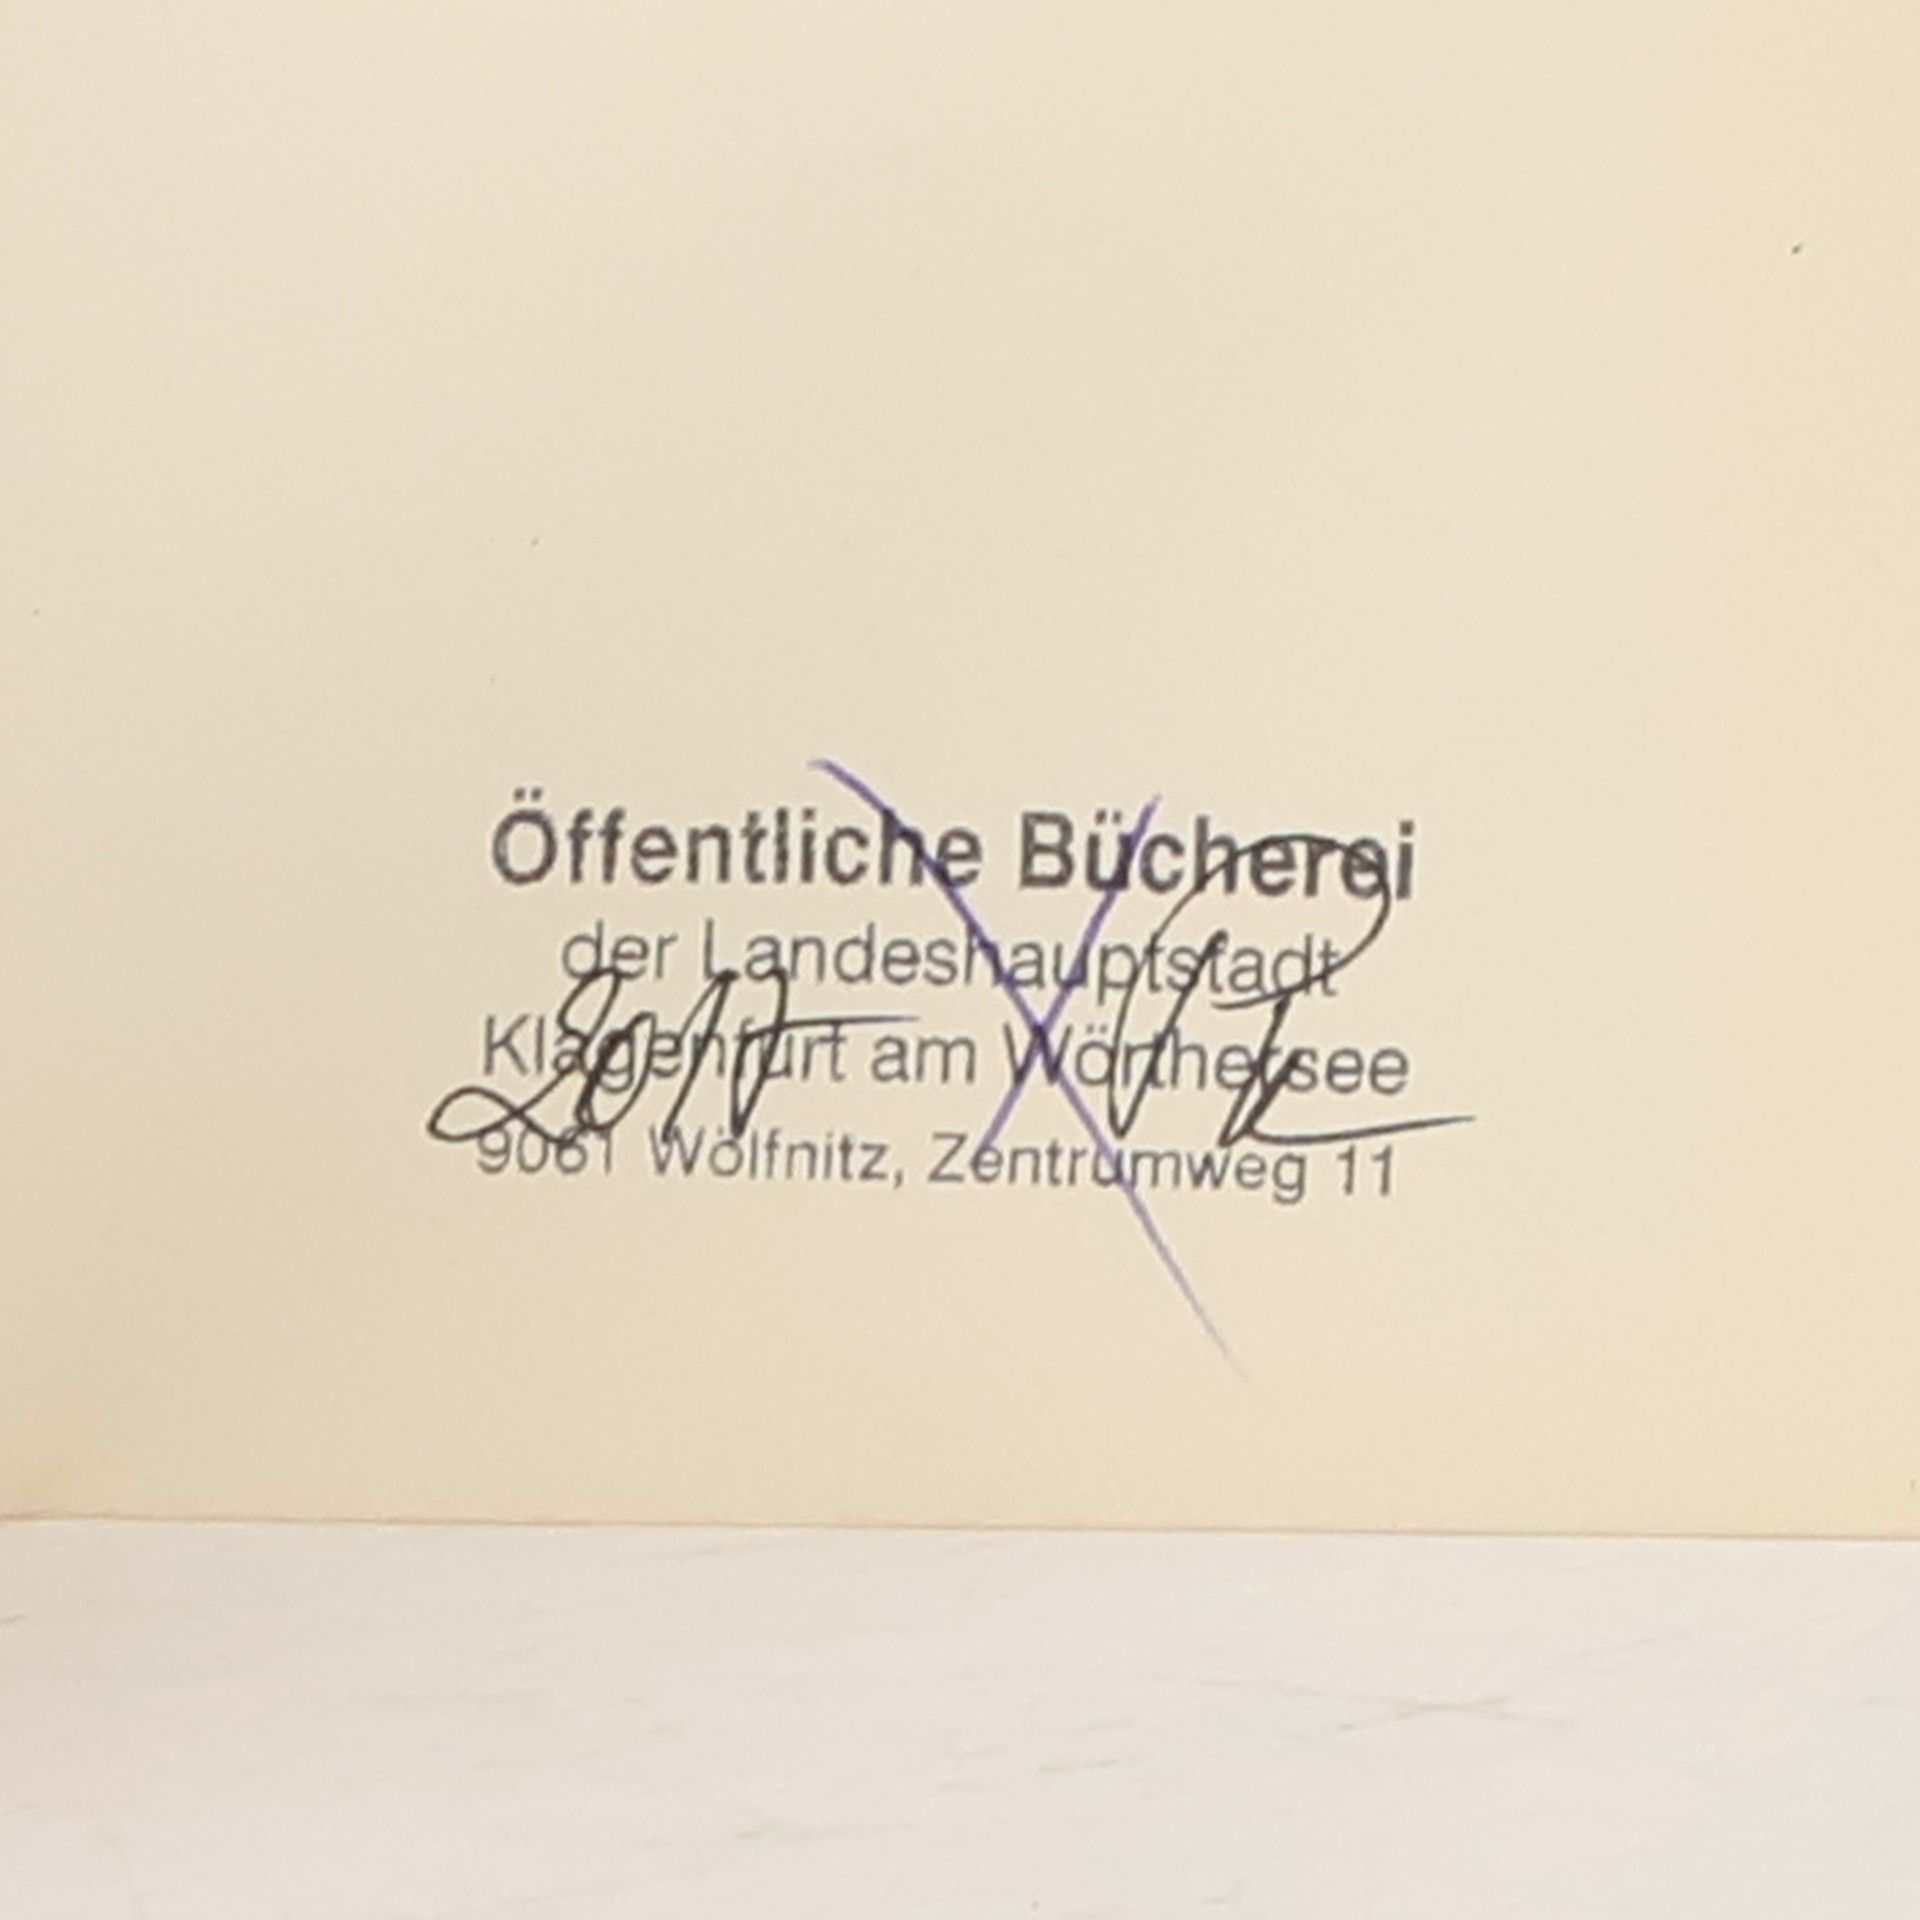 Öffentliche Bücherei
der Landeshauptstadt
Klagenfurt am Wörthersee
9061 Wölfnitz, Zentrumweg 11